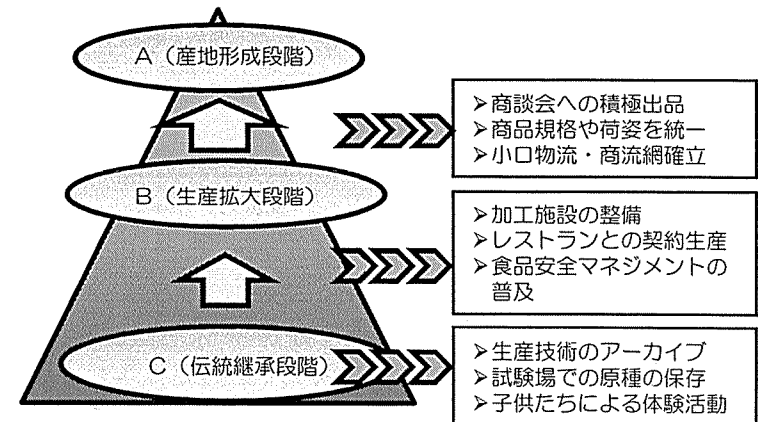 A（産地形成段階）
➢商談会への積極出品
➢商品規格や荷姿を統一
➢小口物流・商流網確立
B（生産拡大段階）
➢加工施設の整備
➢レストランとの契約生産
➢食品安全マネジメントの
普及
C（伝統継承段階）
➢生産技術のアーカイブ
➢試験場での原種の保存
➢子供たちによる体験活動